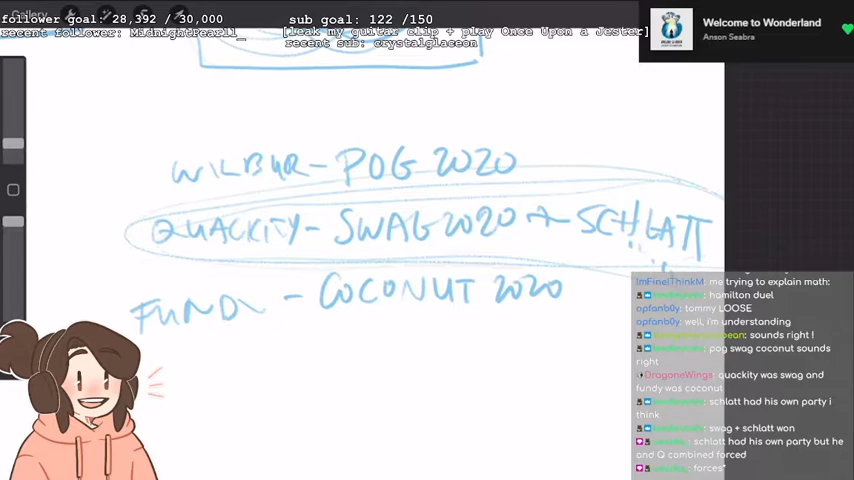 Gallery
follower goal: 28,392 / 30,000
sub goal: 122 /150
recent follower: MidnightPearll_
[leak my guitar clip + play Once Upon a Jester]
recent sub: crystalglaceon
Welcome to Wonderland
Anson Seabra
WILBUR - POG 2020
QUACKITY - SWAG 2020 + SCHLATT
FUNDY - COCONUT 2020
ImFineIThinkM: me trying to explain math:
: hamilton duel
opfanb0y: tommy LOOSE
opfanb0y: well, i'm understanding
: sounds right !
: pog swag coconut sounds
right
DragoneWings: quackity was swag and
fundy was coconut
: schlatt had his own party i
think
: swag + schlatt won
: schlatt had his own party but he
and Q combined forced
: forces*